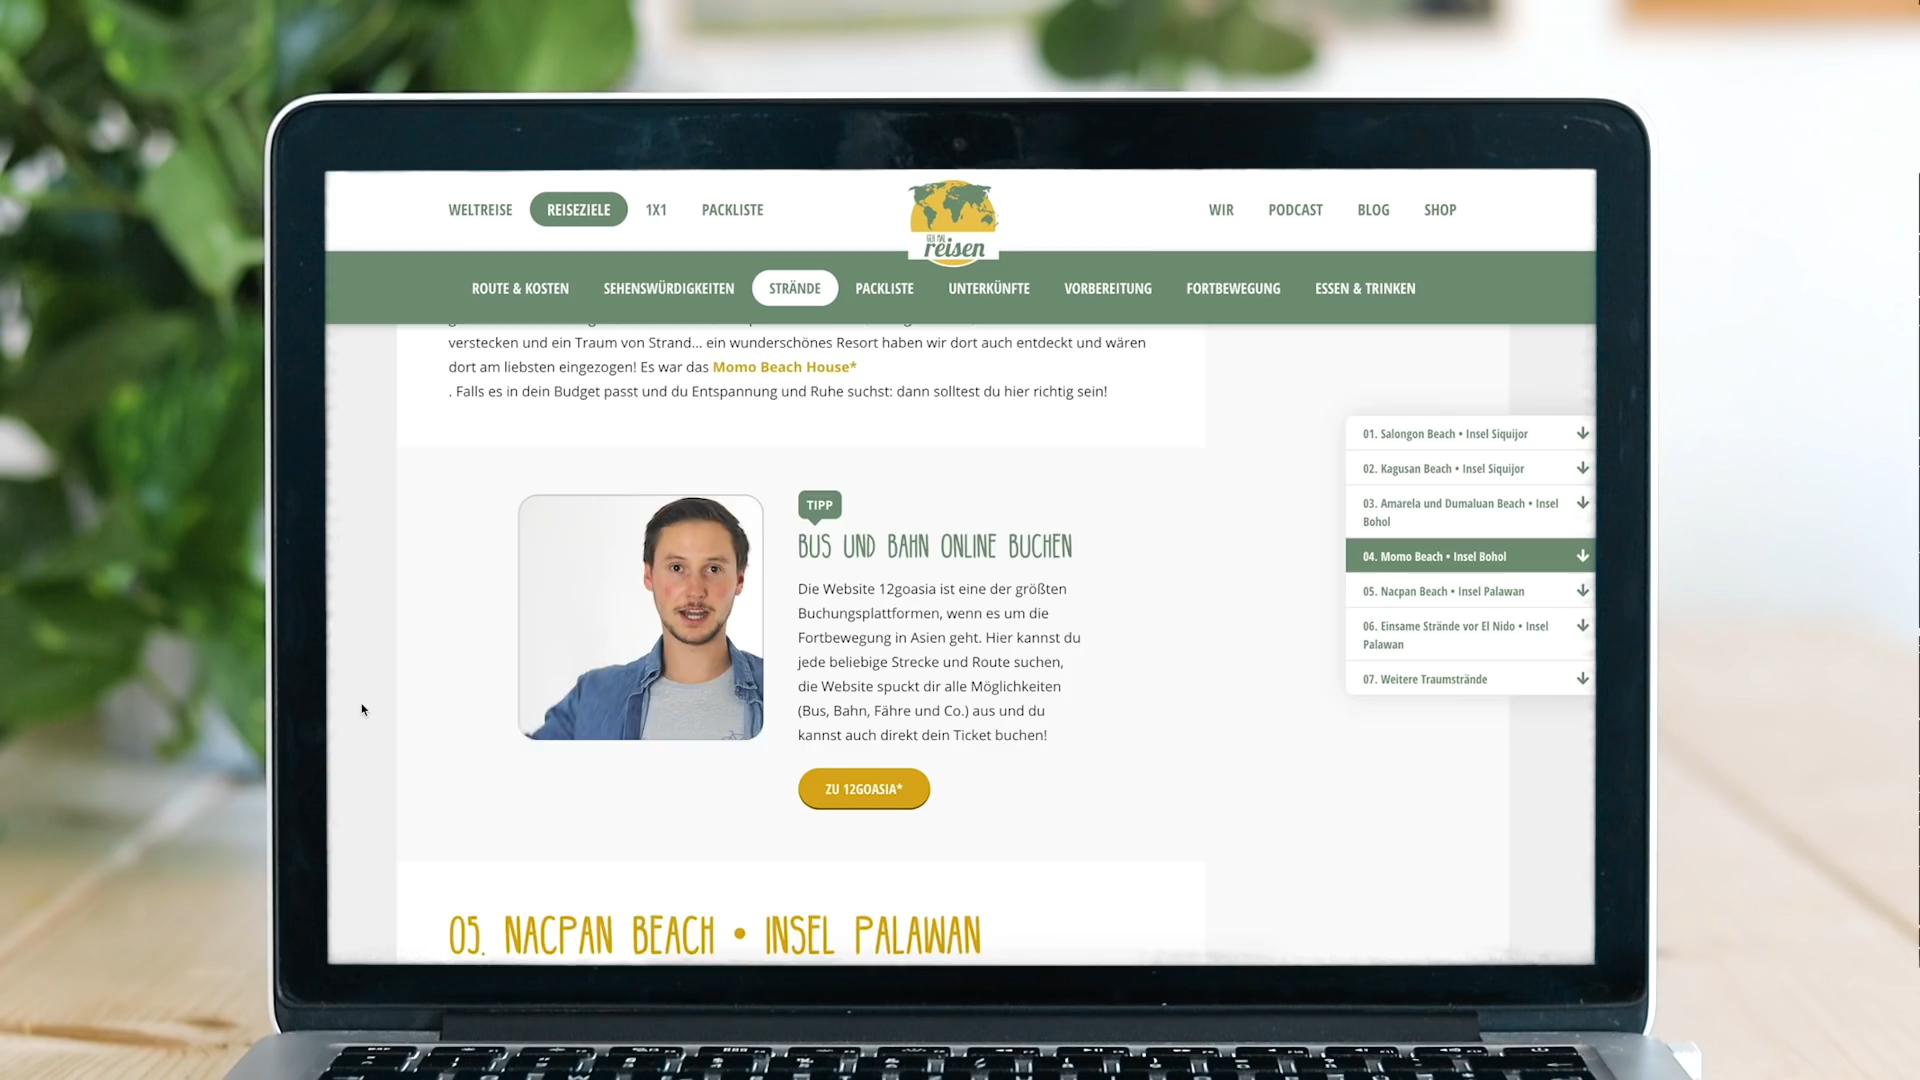 WELTREISE
REISEZIELE
1X1
PACKLISTE
GEH MAL
reisen
WIR
PODCAST
BLOG
SHOP
ROUTE & KOSTEN
SEHENSWÜRDIGKEITEN
STRÄNDE
PACKLISTE
UNTERKÜNFTE
VORBEREITUNG
FORTBEWEGUNG
ESSEN & TRINKEN
verstecken und ein Traum von Strand... ein wunderschönes Resort haben wir dort auch entdeckt und wären
dort am liebsten eingezogen! Es war das Momo Beach House*
. Falls es in dein Budget passt und du Entspannung und Ruhe suchst: dann solltest du hier richtig sein!
TIPP
BUS UND BAHN ONLINE BUCHEN
Die Website 12goasia ist eine der größten
Buchungsplattformen, wenn es um die
Fortbewegung in Asien geht. Hier kannst du
jede beliebige Strecke und Route suchen,
die Website spuckt dir alle Möglichkeiten
(Bus, Bahn, Fähre und Co.) aus und du
kannst auch direkt dein Ticket buchen!
ZU 12GOASIA*
01. Salongon Beach • Insel Siquijor
02. Kagusan Beach • Insel Siquijor
03. Amarela und Dumaluan Beach • Insel
Bohol
04. Momo Beach • Insel Bohol
05. Nacpan Beach • Insel Palawan
06. Einsame Strände vor El Nido • Insel
Palawan
07. Weitere Traumstrände
05. NACPAN BEACH • INSEL PALAWAN